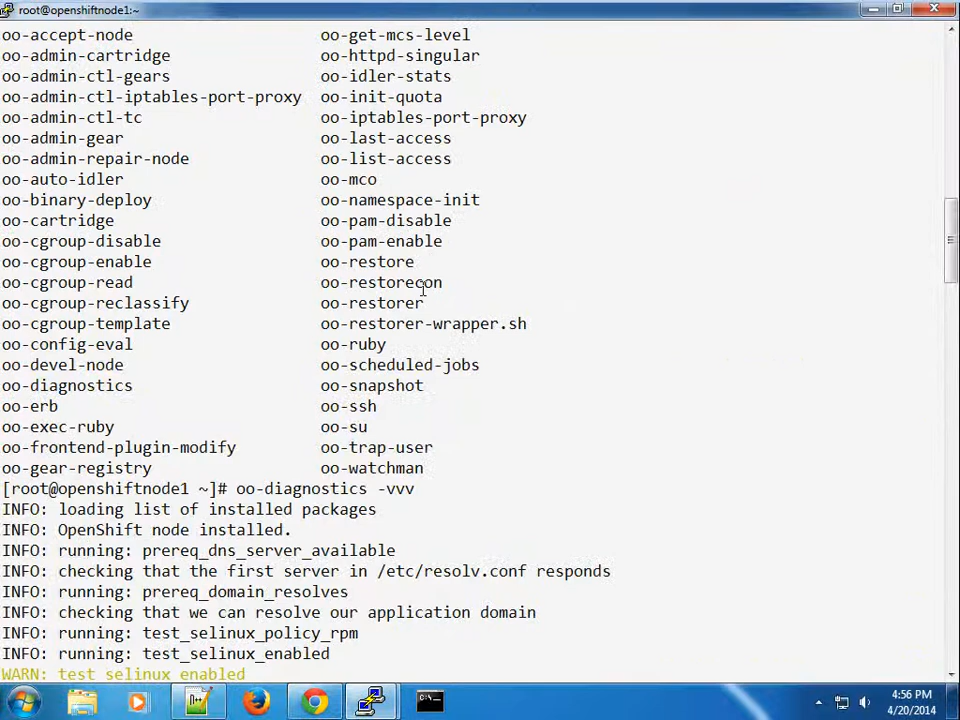 root@openshiftnode1:~
oo-accept-node oo-get-mcs-level
oo-admin-cartridge oo-httpd-singular
oo-admin-ctl-gears oo-idler-stats
oo-admin-ctl-iptables-port-proxy oo-init-quota
oo-admin-ctl-tc oo-iptables-port-proxy
oo-admin-gear oo-last-access
oo-admin-repair-node oo-list-access
oo-auto-idler oo-mco
oo-binary-deploy oo-namespace-init
oo-cartridge oo-pam-disable
oo-cgroup-disable oo-pam-enable
oo-cgroup-enable oo-restore
oo-cgroup-read oo-restorecon
oo-cgroup-reclassify oo-restorer
oo-cgroup-template oo-restorer-wrapper.sh
oo-config-eval oo-ruby
oo-devel-node oo-scheduled-jobs
oo-diagnostics oo-snapshot
oo-erb oo-ssh
oo-exec-ruby oo-su
oo-frontend-plugin-modify oo-trap-user
oo-gear-registry oo-watchman
[root@openshiftnode1 ~]# oo-diagnostics -vvv
INFO: loading list of installed packages
INFO: OpenShift node installed.
INFO: running: prereq_dns_server_available
INFO: checking that the first server in /etc/resolv.conf responds
INFO: running: prereq_domain_resolves
INFO: checking that we can resolve our application domain
INFO: running: test_selinux_policy_rpm
INFO: running: test_selinux_enabled
WARN: test_selinux_enabled
4:56 PM
4/20/2014